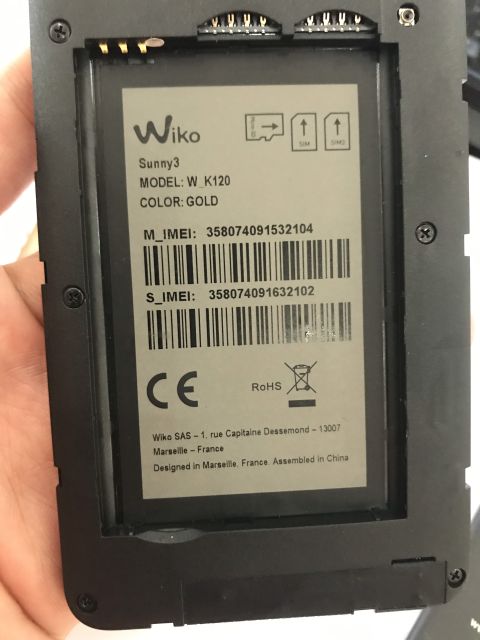 Wiko
SIM
SIM2
Sunny3
MODEL: W_K120
COLOR: GOLD
M_IMEI: 358074091532104
S_IMEI: 358074091632102
CE
RoHS
Wiko SAS – 1, rue Capitaine Dessemond – 13007
Marseille – France
Designed in Marseille, France. Assembled in China